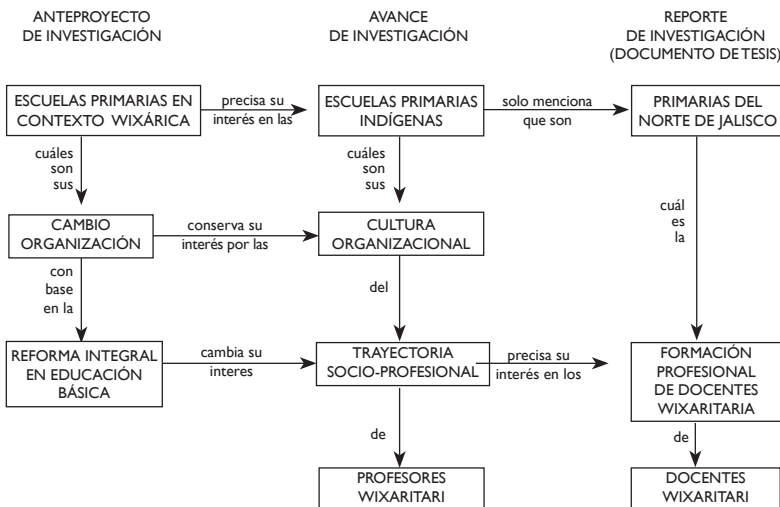 ANTEPROYECTO
DE INVESTIGACIÓN
AVANCE
DE INVESTIGACIÓN
REPORTE
DE INVESTIGACIÓN
(DOCUMENTO DE TESIS)
ESCUELAS PRIMARIAS EN
CONTEXTO WIXÁRICA
precisa su
interés en las
ESCUELAS PRIMARIAS
INDÍGENAS
solo menciona
que son
PRIMARIAS DEL
NORTE DE JALISCO
cuáles
son
sus
cuáles
son
sus
cuál
es
la
CAMBIO
ORGANIZACIÓN
conserva su
interés por las
CULTURA
ORGANIZACIONAL
con
base
en la
del
REFORMA INTEGRAL
EN EDUCACIÓN
BÁSICA
cambia su
interes
TRAYECTORIA
SOCIO-PROFESIONAL
precisa su
interés en los
FORMACIÓN
PROFESIONAL
DE DOCENTES
WIXARITARIA
de
de
PROFESORES
WIXARITARI
DOCENTES
WIXARITARI